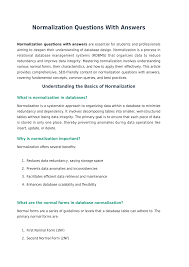 Normalization Questions With Answers
Normalization questions with answers are essential for students and professionals
aiming to deepen their understanding of database design. Normalization is a process in
relational database management (RDBMS) that organizes data to reduce
redundancy and improve data integrity. Mastering normalization involves understanding
various normal forms, their characteristics, and how to apply them effectively. This article
provides comprehensive, SEO-friendly content on normalization questions with answers,
covering fundamental concepts, common queries, and best practices.
Understanding the Basics of Normalization
What is normalization in databases?
Normalization is a systematic approach to organizing data within a database to minimize
redundancy and dependency. It involves decomposing tables into smaller, well-structured
tables without losing data integrity. The primary goal is to ensure that each piece of data
is stored in only one place, thereby preventing anomalies during data operations like
insert, update, or delete.
Why is normalization important?
Normalization offers several benefits:
1. Reduces data redundancy, saving storage space
2. Prevents data anomalies and inconsistencies
3. Facilitates efficient data retrieval and maintenance
4. Enhances database scalability and flexibility
What are the normal forms in database normalization?
Normal forms are a series of guidelines or levels that a database table can adhere to. The
primary normal forms are:
1. First Normal Form (1NF)
2. Second Normal Form (2NF)